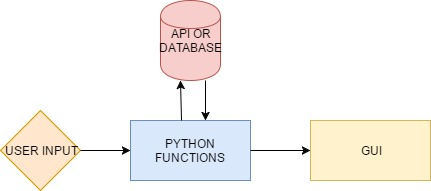 API OR
DATABASE
USER INPUT
PYTHON
FUNCTIONS
GUI